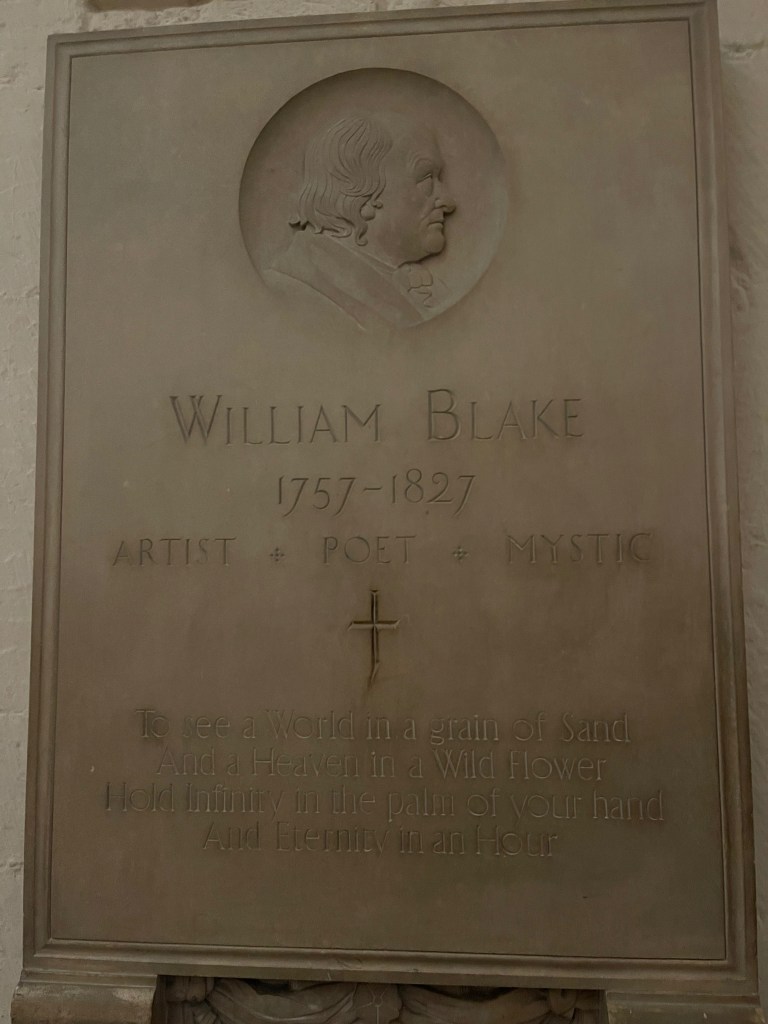 WILLIAM BLAKE
1757-1827
ARTIST + POET + MYSTIC
To see a World in a grain of Sand
And a Heaven in a Wild Flower
Hold Infinity in the palm of your hand
And Eternity in an Hour